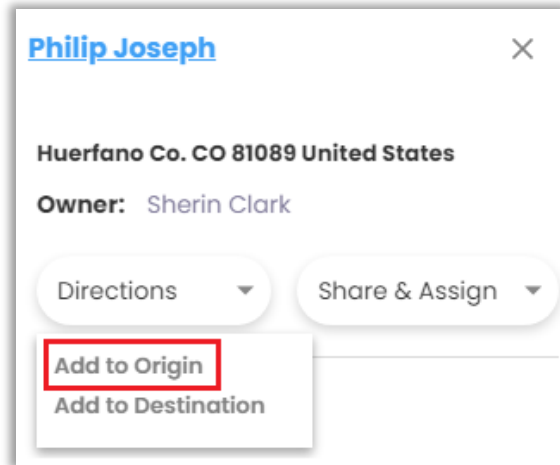 Philip Joseph
Huerfano Co. CO 81089 United States
Owner: Sherin Clark
Directions
Share & Assign
Add to Origin
Add to Destination